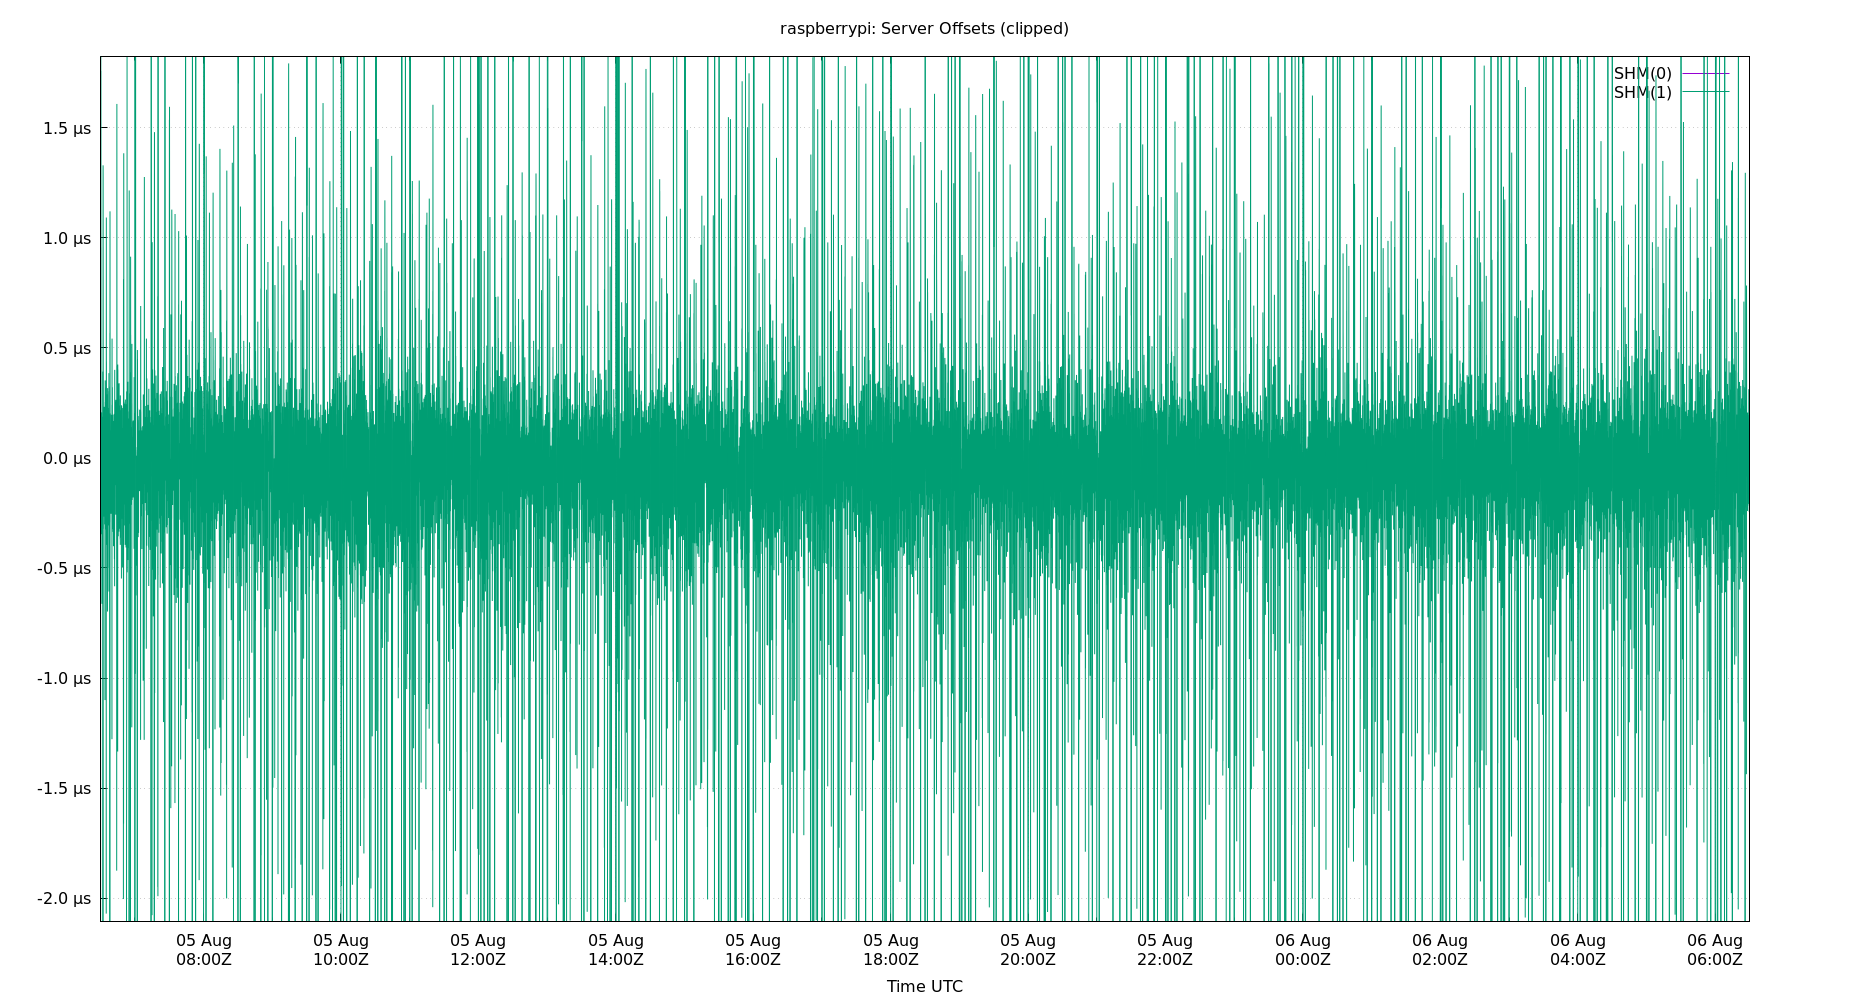 raspberrypi: Server Offsets (clipped)
SHM(0)
SHM(1)
1.5 µs
1.0 µs
0.5 µs
0.0 µs
-0.5 µs
-1.0 µs
-1.5 µs
-2.0 µs
05 Aug 05 Aug 05 Aug 05 Aug 05 Aug 05 Aug 05 Aug 05 Aug 06 Aug 06 Aug 06 Aug 06 Aug
08:00Z 10:00Z 12:00Z 14:00Z 16:00Z 18:00Z 20:00Z 22:00Z 00:00Z 02:00Z 04:00Z 06:00Z
Time UTC